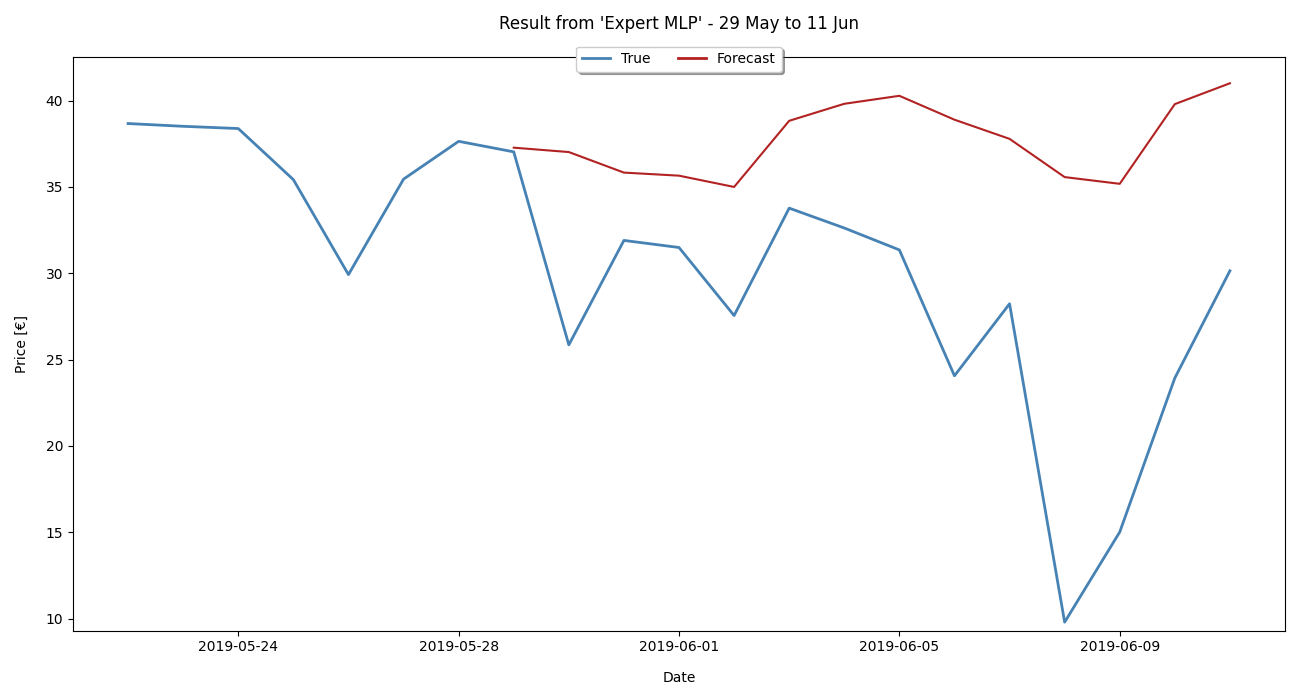 Result from 'Expert MLP' - 29 May to 11 Jun
True Forecast
Price [€]
40
35
30
25
20
15
10
2019-05-24 2019-05-28 2019-06-01 2019-06-05 2019-06-09
Date